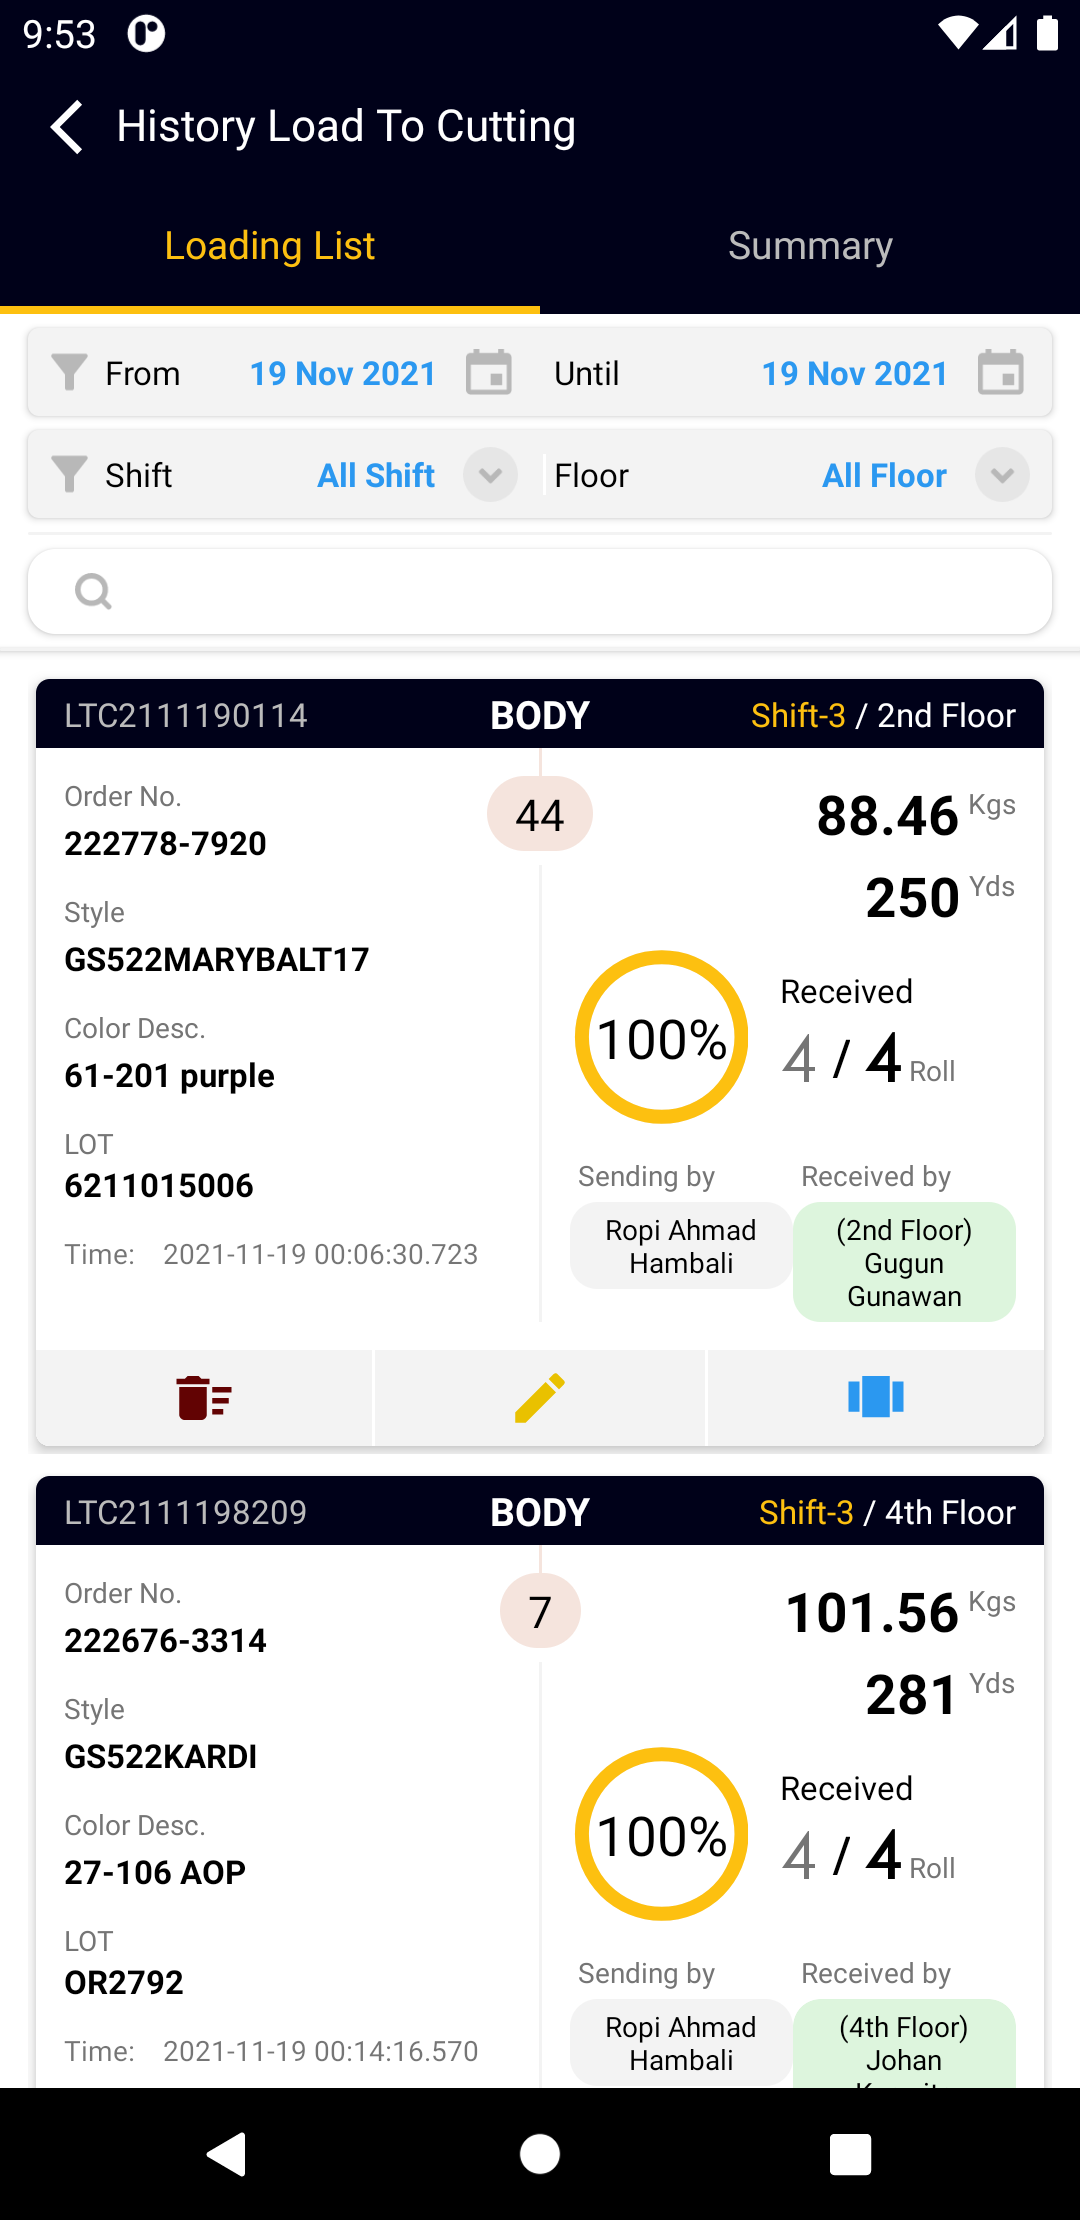 9:53
History Load To Cutting
Loading List
Summary
From 19 Nov 2021 Until 19 Nov 2021
Shift All Shift Floor All Floor
LTC2111190114 BODY Shift-3 / 2nd Floor
Order No.
222778-7920
44
88.46 Kgs
250 Yds
Style
GS522MARYBALT17
Color Desc.
61-201 purple
100%
Received
4 / 4 Roll
LOT
6211015006
Time: 2021-11-19 00:06:30.723
Sending by
Ropi Ahmad
Hambali
Received by
(2nd Floor)
Gugun
Gunawan
LTC2111198209 BODY Shift-3 / 4th Floor
Order No.
222676-3314
7
101.56 Kgs
281 Yds
Style
GS522KARDI
Color Desc.
27-106 AOP
100%
Received
4 / 4 Roll
LOT
OR2792
Time: 2021-11-19 00:14:16.570
Sending by
Ropi Ahmad
Hambali
Received by
(4th Floor)
Johan